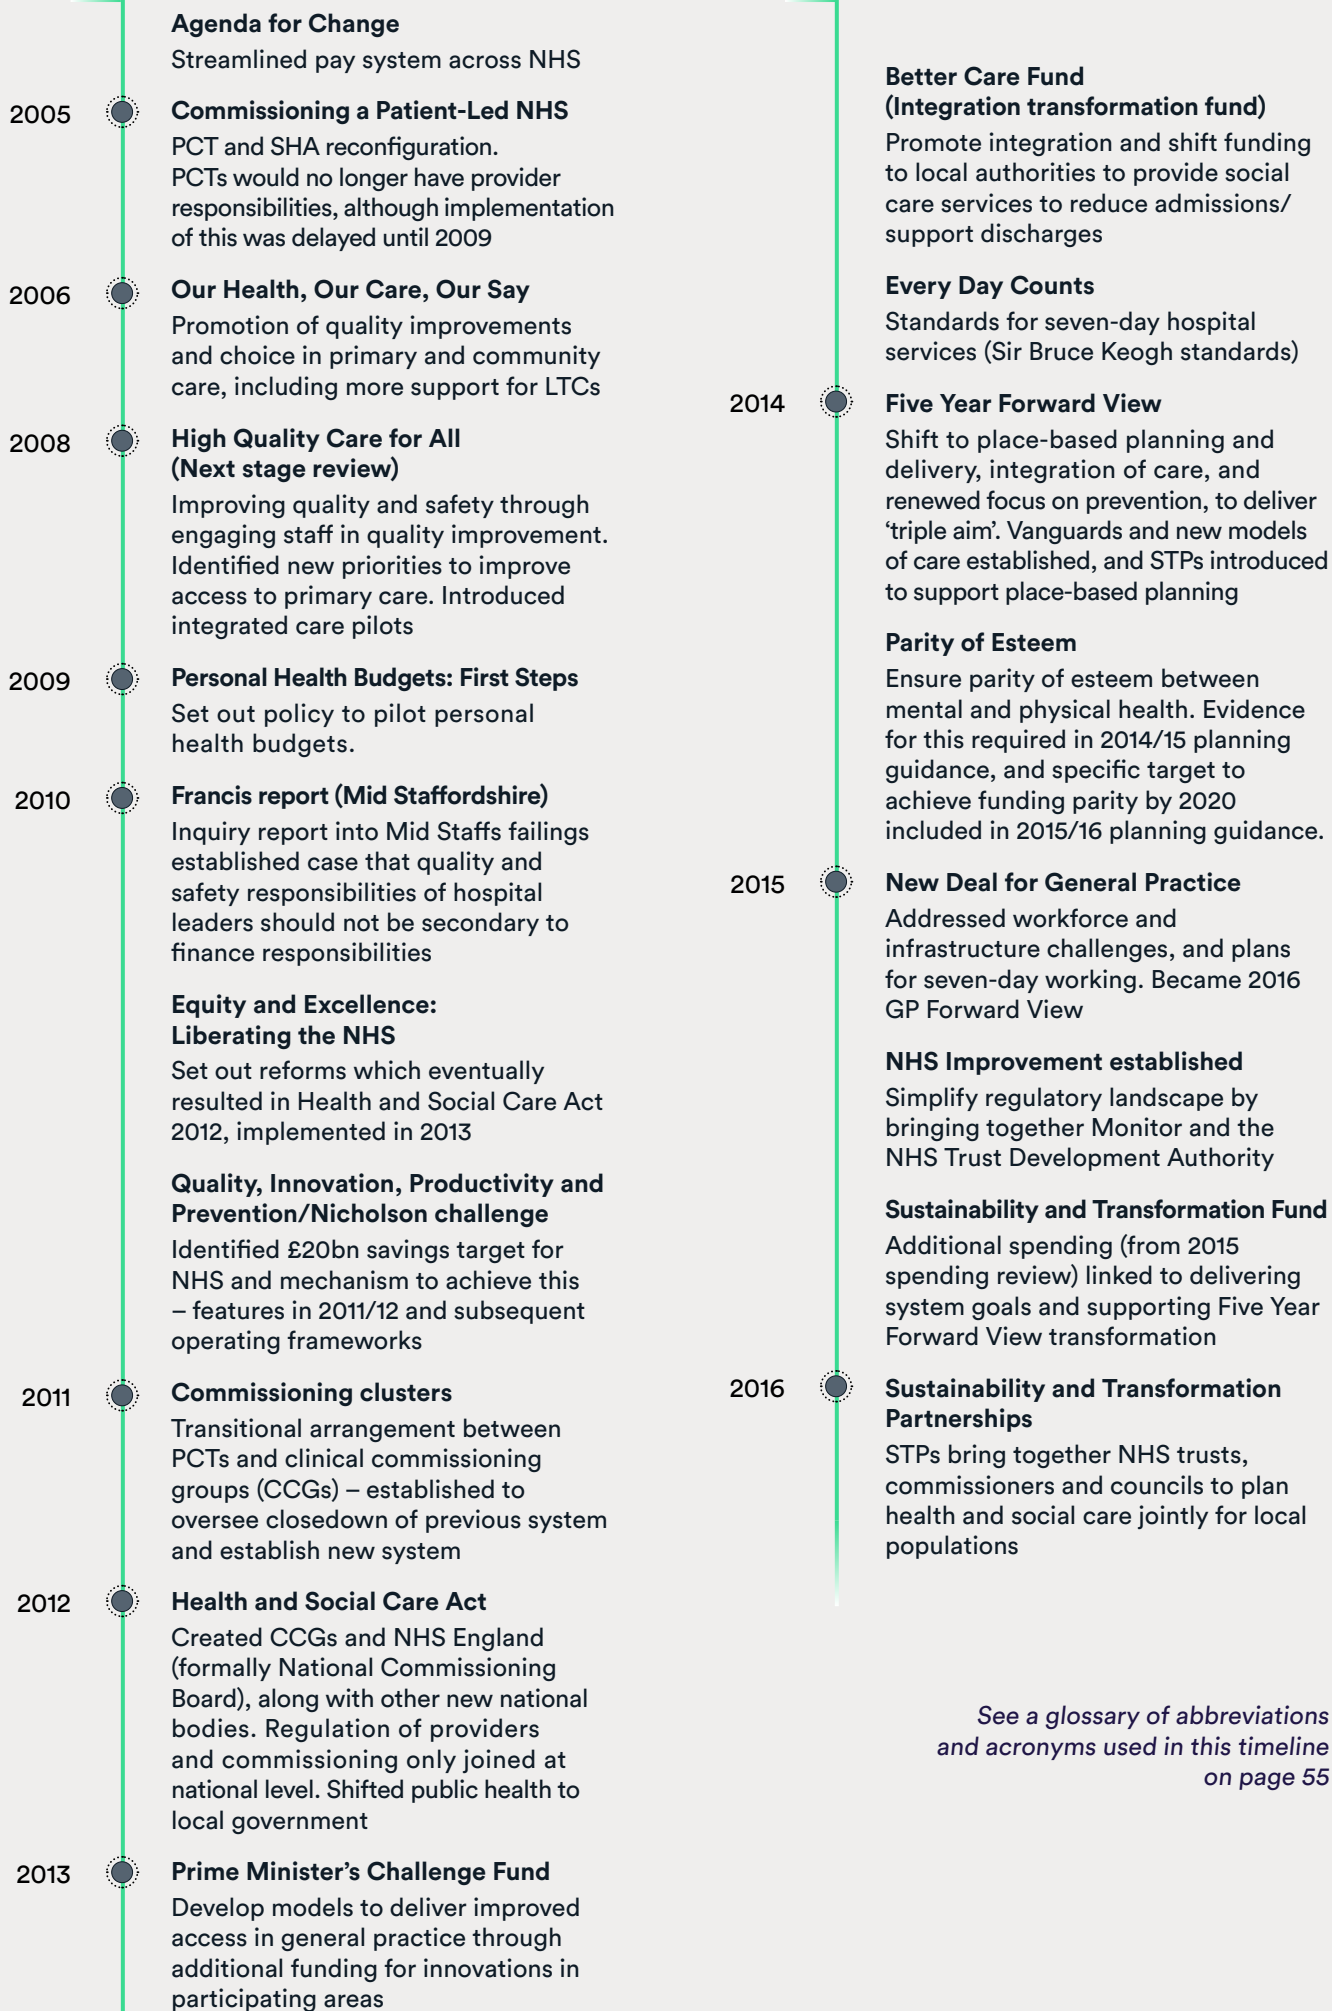 Agenda for Change
Streamlined pay system across NHS
2005
Commissioning a Patient-Led NHS
PCT and SHA reconfiguration.
PCTs would no longer have provider
responsibilities, although implementation
of this was delayed until 2009
2006
Our Health, Our Care, Our Say
Promotion of quality improvements
and choice in primary and community
care, including more support for LTCs
2008
High Quality Care for All
(Next stage review)
Improving quality and safety through
engaging staff in quality improvement.
Identified new priorities to improve
access to primary care. Introduced
integrated care pilots
2009
Personal Health Budgets: First Steps
Set out policy to pilot personal
health budgets.
2010
Francis report (Mid Staffordshire)
Inquiry report into Mid Staffs failings
established case that quality and
safety responsibilities of hospital
leaders should not be secondary to
finance responsibilities
Equity and Excellence:
Liberating the NHS
Set out reforms which eventually
resulted in Health and Social Care Act
2012, implemented in 2013
Quality, Innovation, Productivity and
Prevention/Nicholson challenge
Identified £20bn savings target for
NHS and mechanism to achieve this
– features in 2011/12 and subsequent
operating frameworks
2011
Commissioning clusters
Transitional arrangement between
PCTs and clinical commissioning
groups (CCGs) – established to
oversee closedown of previous system
and establish new system
2012
Health and Social Care Act
Created CCGs and NHS England
(formally National Commissioning
Board), along with other new national
bodies. Regulation of providers
and commissioning only joined at
national level. Shifted public health to
local government
2013
Prime Minister’s Challenge Fund
Develop models to deliver improved
access in general practice through
additional funding for innovations in
participating areas
Better Care Fund
(Integration transformation fund)
Promote integration and shift funding
to local authorities to provide social
care services to reduce admissions/
support discharges
Every Day Counts
Standards for seven-day hospital
services (Sir Bruce Keogh standards)
2014
Five Year Forward View
Shift to place-based planning and
delivery, integration of care, and
renewed focus on prevention, to deliver
‘triple aim’. Vanguards and new models
of care established, and STPs introduced
to support place-based planning
Parity of Esteem
Ensure parity of esteem between
mental and physical health. Evidence
for this required in 2014/15 planning
guidance, and specific target to
achieve funding parity by 2020
included in 2015/16 planning guidance.
2015
New Deal for General Practice
Addressed workforce and
infrastructure challenges, and plans
for seven-day working. Became 2016
GP Forward View
NHS Improvement established
Simplify regulatory landscape by
bringing together Monitor and the
NHS Trust Development Authority
Sustainability and Transformation Fund
Additional spending (from 2015
spending review) linked to delivering
system goals and supporting Five Year
Forward View transformation
2016
Sustainability and Transformation
Partnerships
STPs bring together NHS trusts,
commissioners and councils to plan
health and social care jointly for local
populations
See a glossary of abbreviations
and acronyms used in this timeline
on page 55